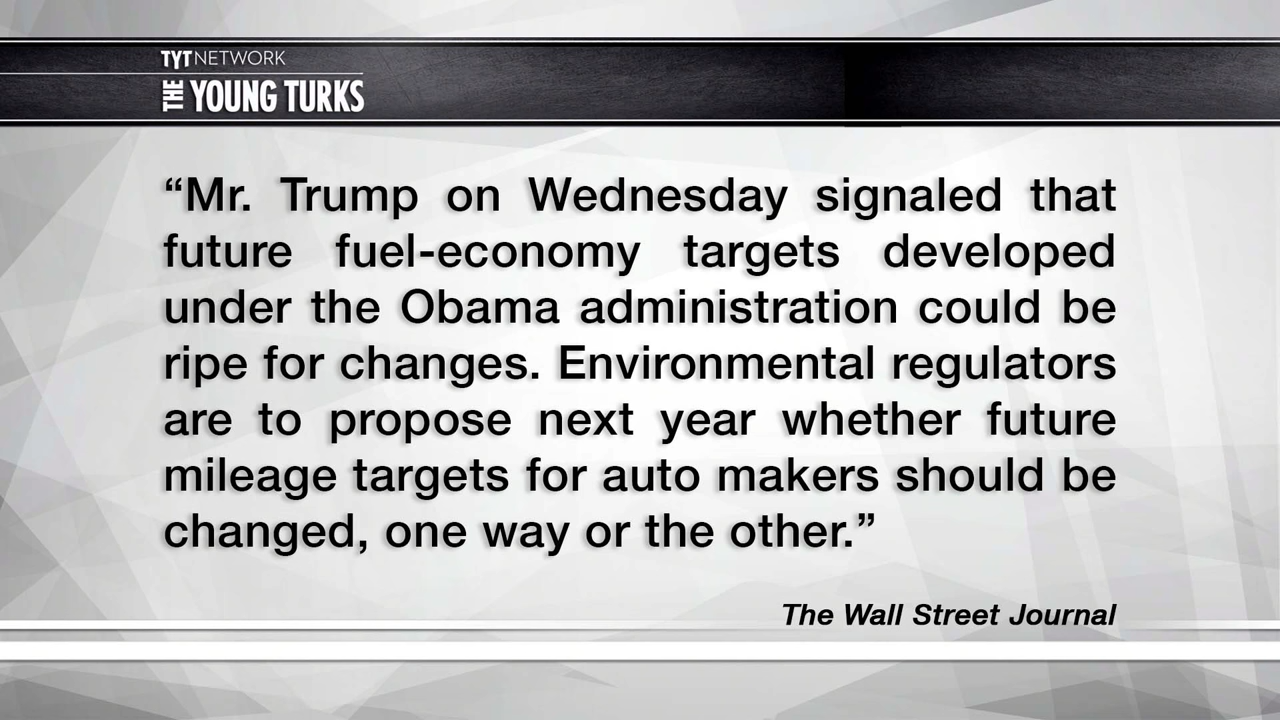 TYT NETWORK
THE YOUNG TURKS
“Mr. Trump on Wednesday signaled that
future fuel-economy targets developed
under the Obama administration could be
ripe for changes. Environmental regulators
are to propose next year whether future
mileage targets for auto makers should be
changed, one way or the other.”
The Wall Street Journal